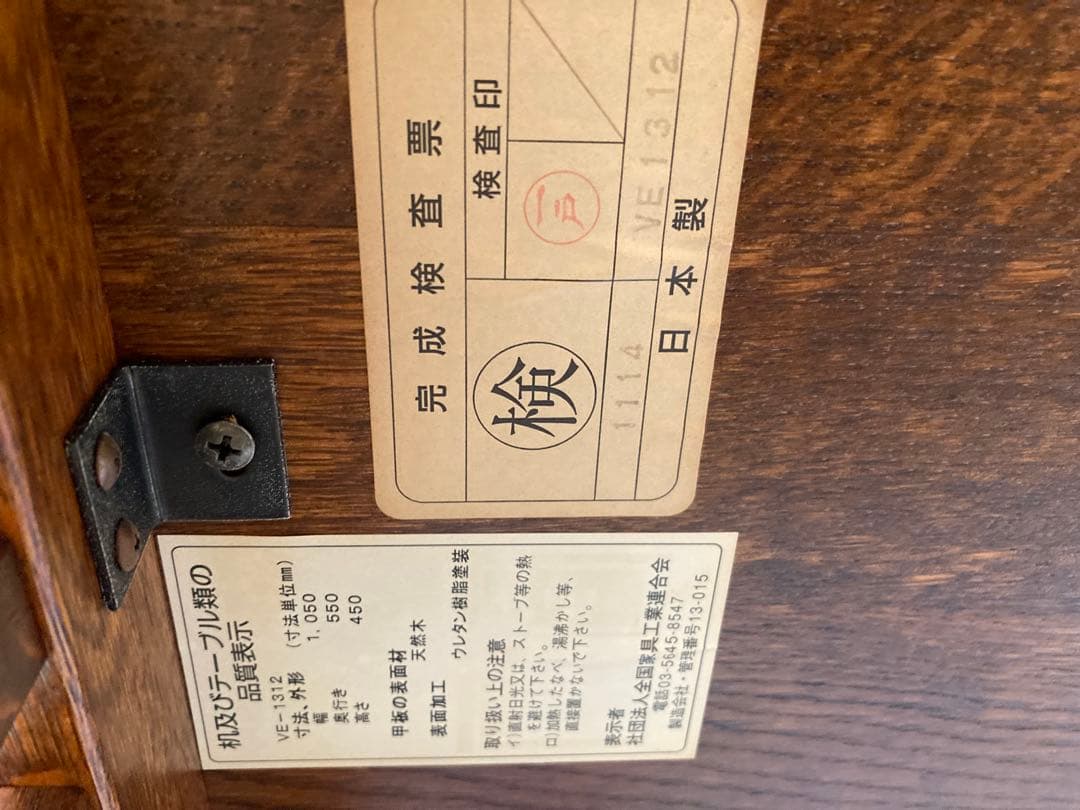 完成検査票
検査印
検
戸
1114
VE1312
日本製
机及びテーブル類の
品質表示
VE-1312
寸法、外形 (寸法単位mm)
幅 1,050
奥行き 550
高さ 450
甲板の表面材
天然木
表面加工
ウレタン樹脂塗装
取り扱い上の注意
イ)直射日光又は、ストーブ等の熱
を避けて下さい。
ロ)加熱したなべ、湯沸かし等、
直接置かないで下さい。
表示者
社団法人全国家具工業連合会
電話03-5645-8547
製造会社・管理番号13-015